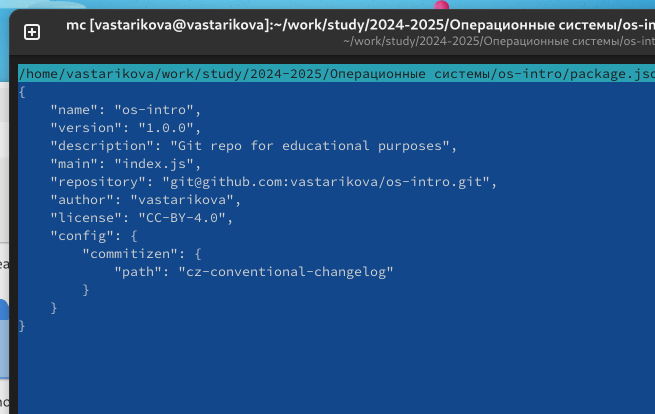 mc [vastarikova@vastarikova]:~/work/study/2024-2025/Операционные системы/os-in
~/work/study/2024-2025/Операционные системы/os-int
/home/vastarikova/work/study/2024-2025/Операционные системы/os-intro/package.jso
{
    "name": "os-intro",
    "version": "1.0.0",
    "description": "Git repo for educational purposes",
    "main": "index.js",
    "repository": "git@github.com:vastarikova/os-intro.git",
    "author": "vastarikova",
    "license": "CC-BY-4.0",
    "config": {
        "commitizen": {
            "path": "cz-conventional-changelog"
        }
    }
}